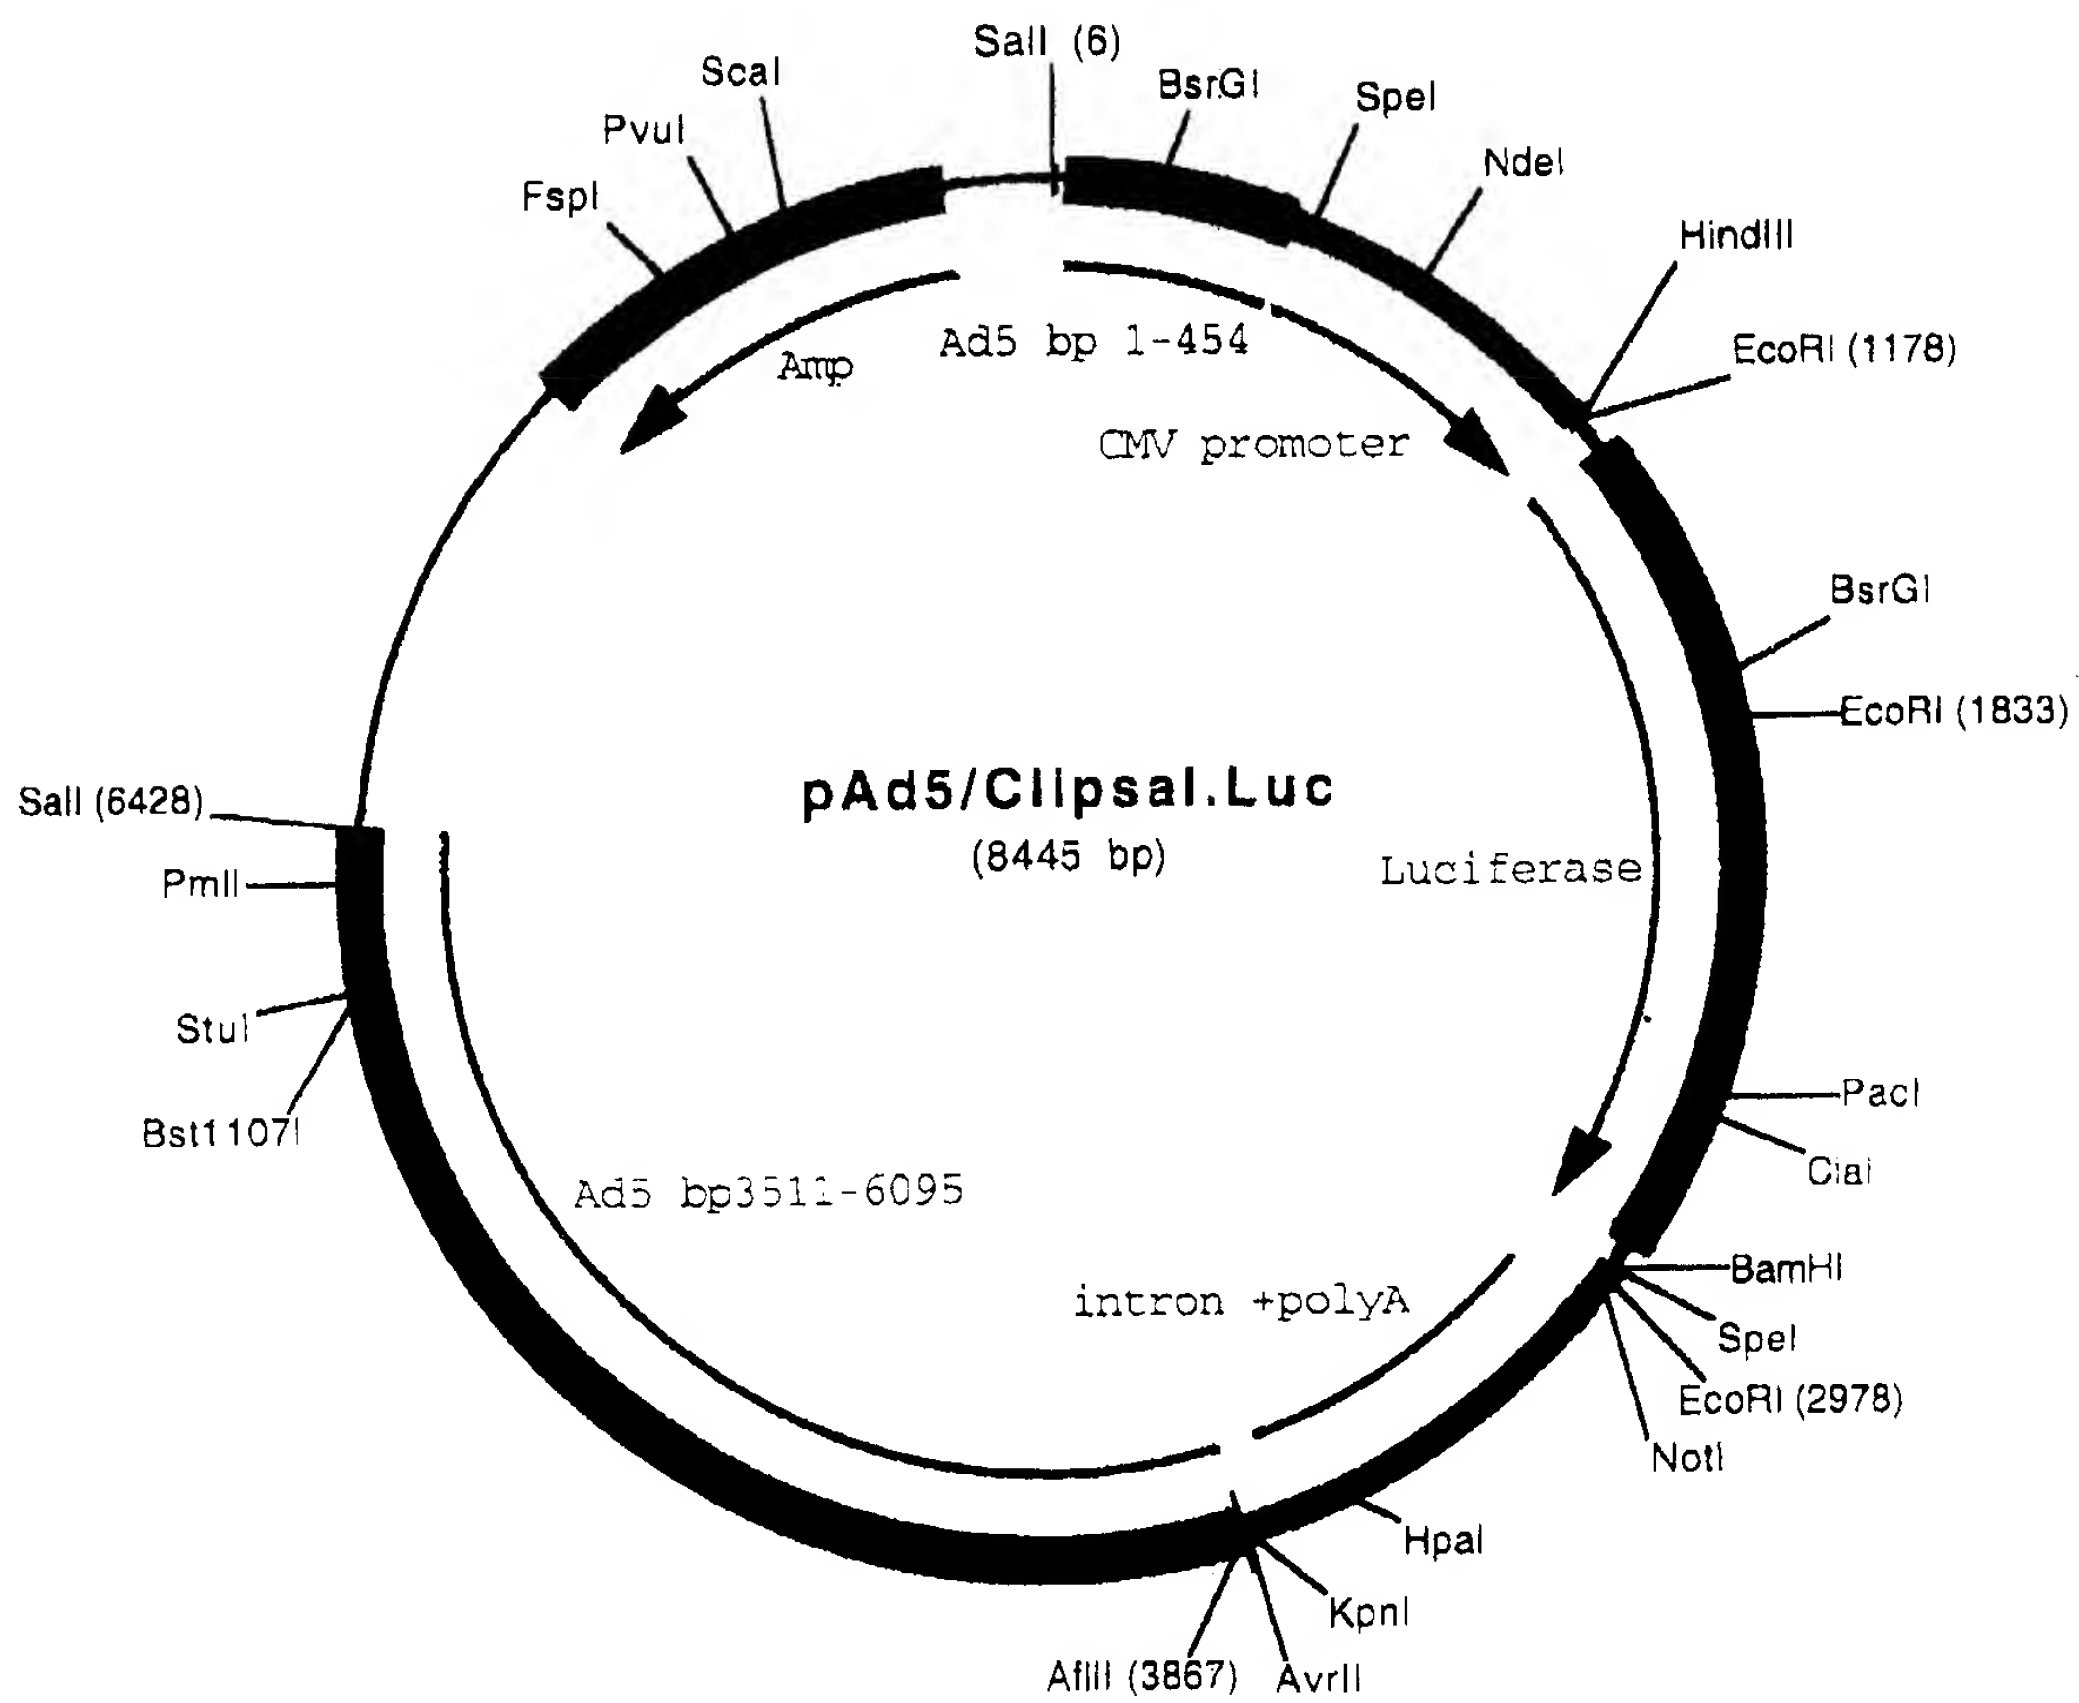 SalI (6)
ScaI
BsrGI
SpeI
PvuI
NdeI
FspI
HindIII
EcoRI (1178)
Ad5 bp 1-454
Amp
CMV promoter
BsrGI
EcoRI (1833)
pAd5/Clipsal.Luc
SalI (6428)
(8445 bp)
Luciferase
PmlI
StuI
PacI
Bst1107I
ClaI
Ad5 bp3511-6095
BamHI
intron +polyA
SpeI
EcoRI (2978)
NotI
HpaI
KpnI
AflII (3867)
AvrII